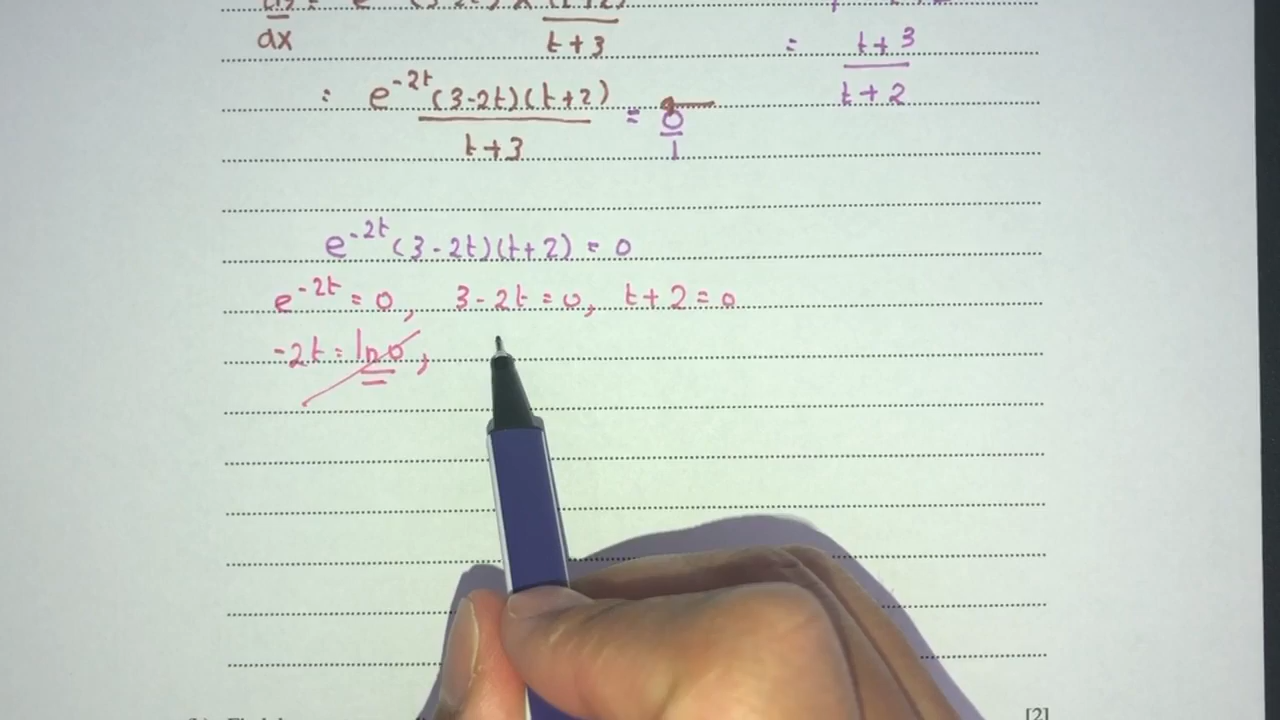 dx
t+3
= t+3
t+2
= e^-2t (3-2t)(t+2) = 0
t+3 1
e^-2t (3-2t)(t+2) = 0
e^-2t = 0, 3-2t = 0, t+2 = 0
-2t = ln 0,
[2]